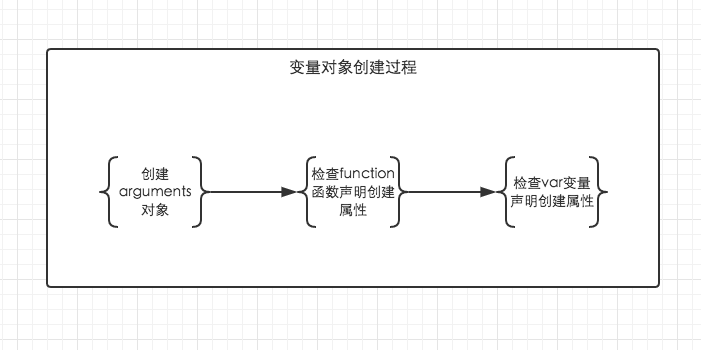 变量对象创建过程
创建
arguments
对象
检查function
函数声明创建
属性
检查var变量
声明创建属性